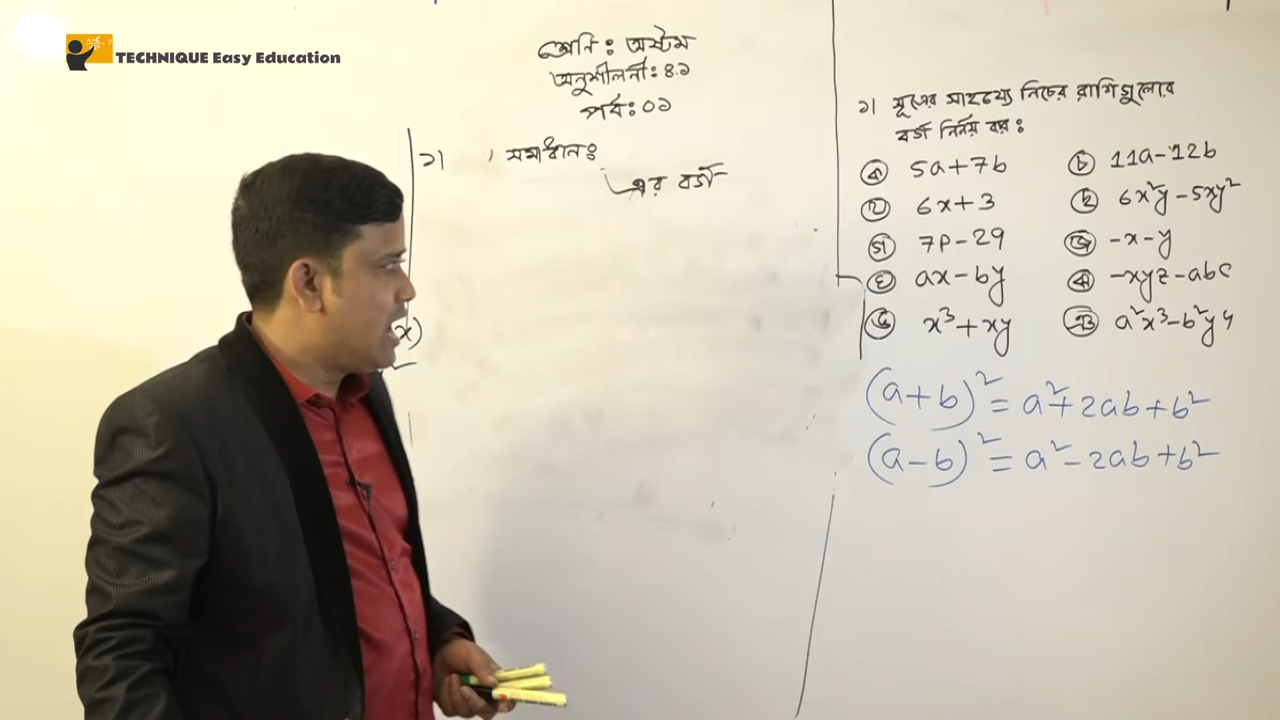 TECHNIQUE Easy Education
শ্রেনি : অষ্টম
অনুশীলনী: ৪.১
পর্ব: ০১
১। সমাধানঃ
এর বর্গ
x)
১। সূত্রের সাহায্যে নিচের রাশিগুলোর
বর্গ নির্নয় কর :
ক 5a+7b
খ 6x+3
গ 7p-2q
ঘ ax-by
ঙ x³+xy
চ 11a-12b
ছ 6x²y-5xy²
জ -x-y
ঝ -xyz-abc
ঞ a²x³-b²y4
(a+b)² = a²+2ab+b²
(a-b)² = a²-2ab+b²